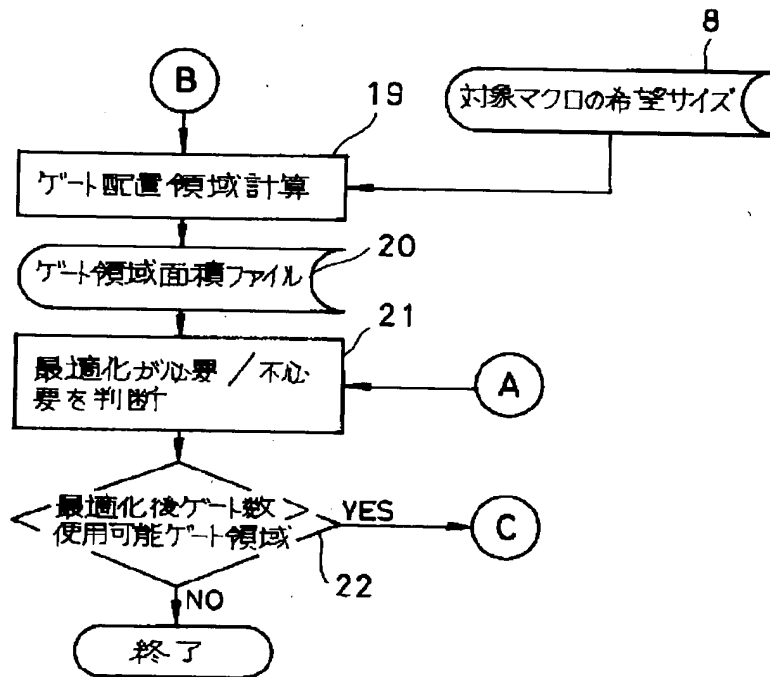 8
B
対象マクロの希望サイズ
19
ゲート配置領域計算
20
ゲート領域面積ファイル
21
最適化が必要/不必
要を判断
A
最適化後ゲート数>
使用可能ゲート領域
YES
C
22
NO
終了